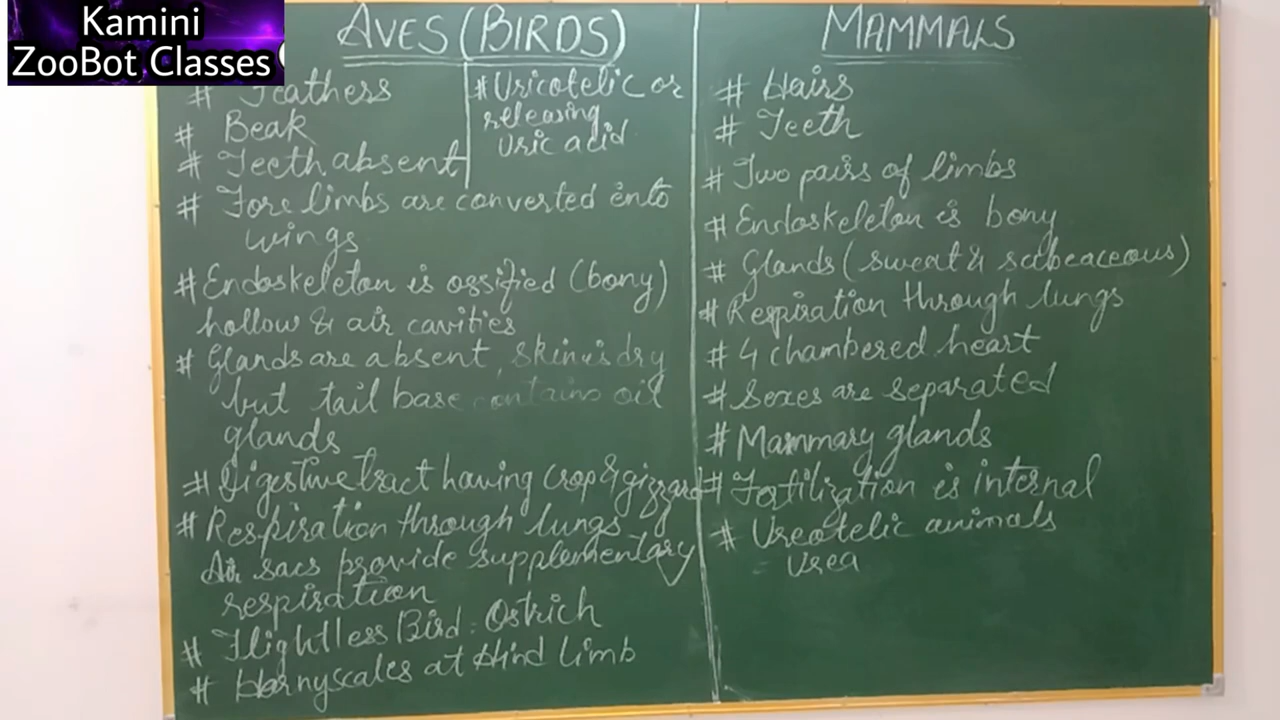 Kamini
ZooBot Classes
AVES (BIRDS)
# Feathers
# Beak
# Teeth absent
# Uricotelic or
releasing
Uric acid
# Fore limbs are converted into
wings
# Endoskeleton is ossified (bony)
hollow & air cavities
# Glands are absent, skin is dry
but tail base contains oil
glands
# Digestive tract having crop & gizzard
# Respiration through lungs
Air sacs provide supplementary
respiration
# Flightless Bird : Ostrich
# Hornyscales at Hind limb
MAMMALS
# Hairs
# Teeth
# Two pairs of limbs
# Endoskeleton is bony
# Glands (sweat & scibeaceous)
# Respiration through lungs
# 4 chambered heart
# Sexes are separated
# Mammary glands
# Fertilization is internal
# Ureotelic animals
= Urea